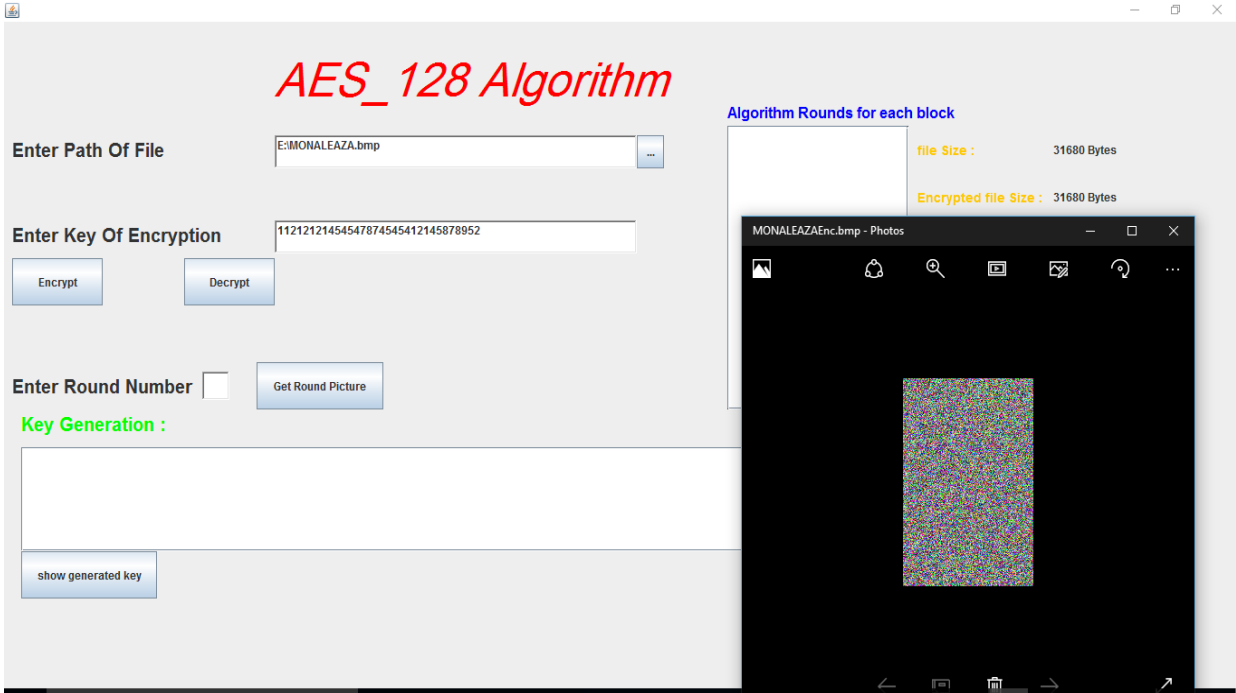 AES_ 128 Algorithm
Algorithm Rounds for each block
Enter Path Of File
E:\MONALEAZA.bmp
...
file Size :
31680 Bytes
Encrypted file Size :
31680 Bytes
Enter Key Of Encryption
11212121454547874545412145878952
MONALEAZAEnc.bmp - Photos
Encrypt
Decrypt
Enter Round Number
Get Round Picture
Key Generation :
show generated key